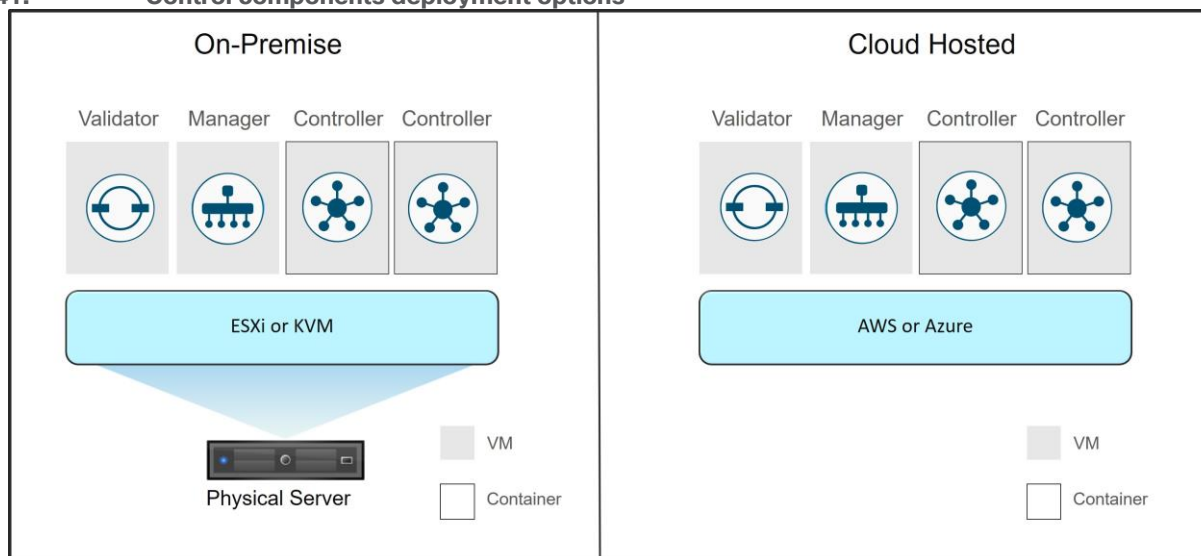 41. Control components deployment options
On-Premise
Validator Manager Controller Controller
ESXi or KVM
Physical Server
VM
Container
Cloud Hosted
Validator Manager Controller Controller
AWS or Azure
VM
Container